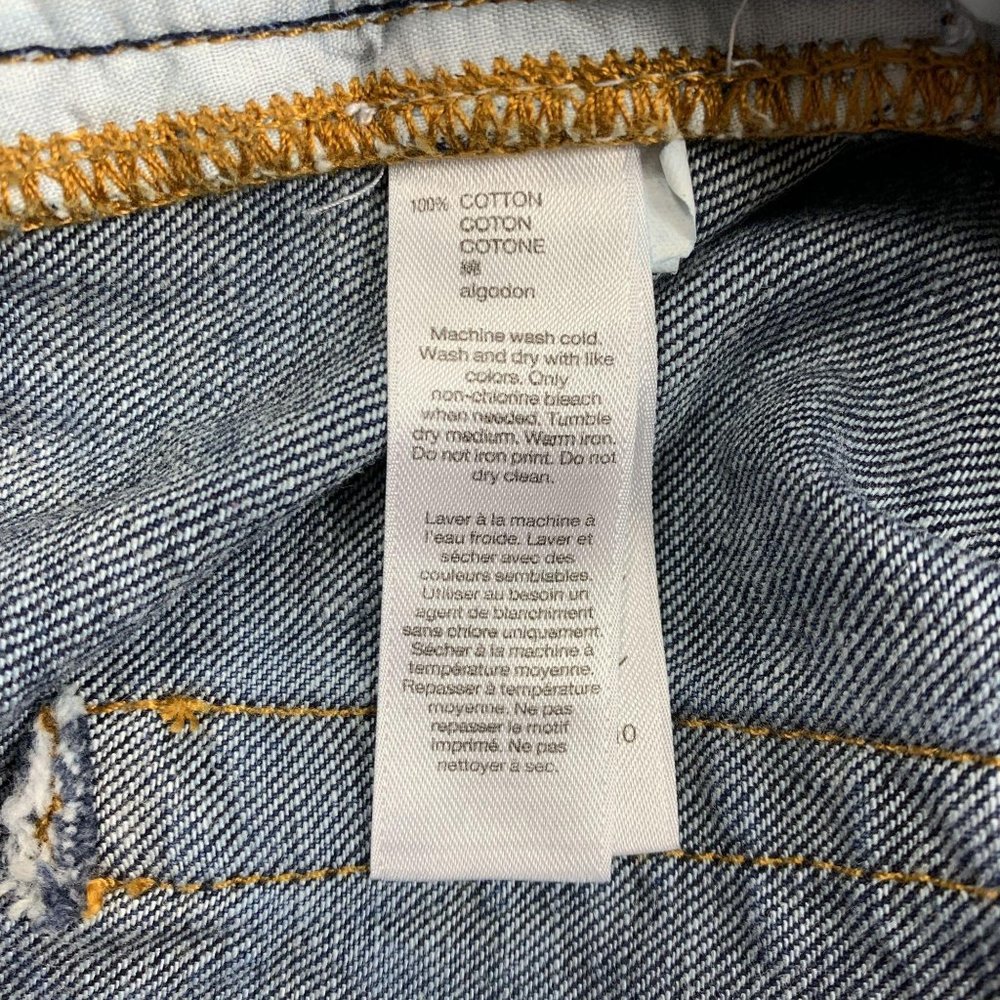 100% COTTON
COTON
COTONE
綿
algodon
Machine wash cold.
Wash and dry with like
colors. Only
non-chlorine bleach
when needed. Tumble
dry medium. Warm iron.
Do not iron print. Do not
dry clean.
Laver à la machine à
l'eau froide. Laver et
sécher avec des
couleurs semblables.
Utiliser au besoin un
agent de blanchiment
sans chlore uniquement.
Sécher à la machine à
température moyenne.
Repasser à température
moyenne. Ne pas
repasser le motif
imprimé. Ne pas
nettoyer à sec.